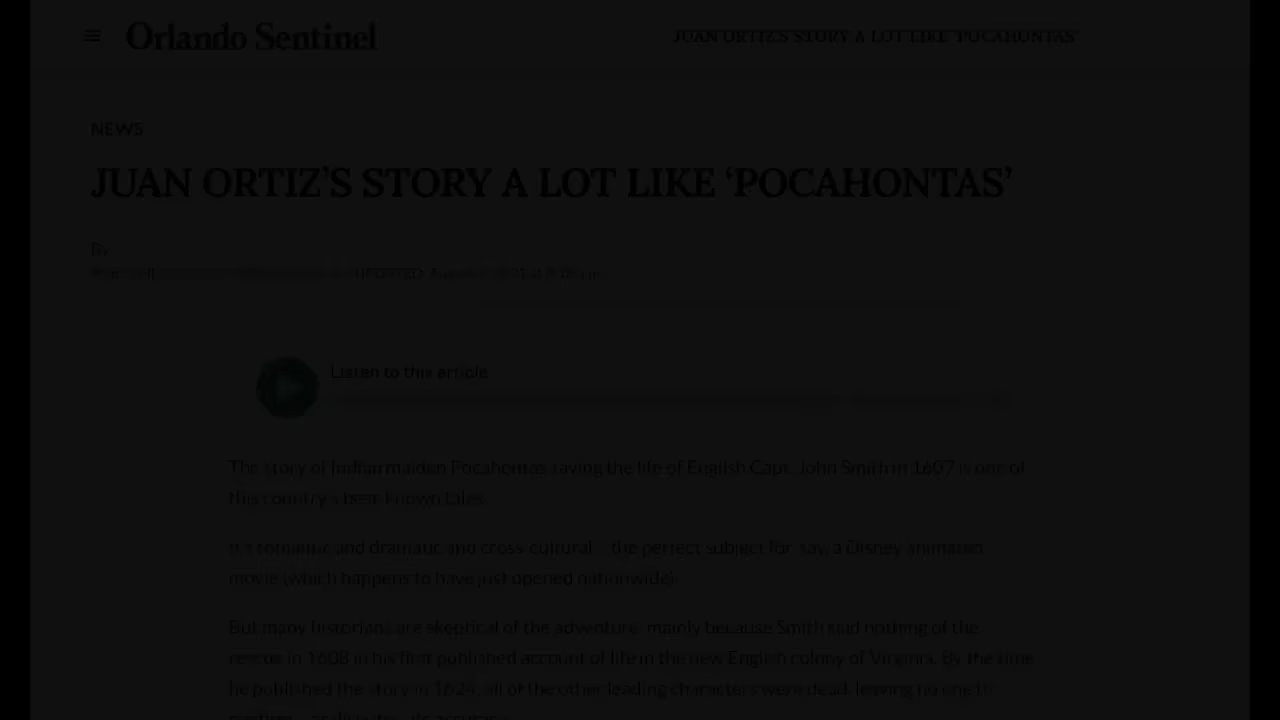 Orlando Sentinel
JUAN ORTIZ'S STORY A LOT LIKE 'POCAHONTAS'
NEWS
JUAN ORTIZ'S STORY A LOT LIKE 'POCAHONTAS'
By
UPDATED:
Listen to this article
The story of Indian maiden Pocahontas saving the life of English Capt. John Smith in 1607 is one of
this country's best-known tales.
It's romantic and dramatic and cross-cultural - the perfect subject for, say, a Disney animated
movie (which happens to have just opened nationwide).
But many historians are skeptical of the adventure, mainly because Smith said nothing of the
rescue in 1608 in his first published account of life in the new English colony of Virginia. By the time
he published the story in 1624, all of the other leading characters were dead, leaving no one to